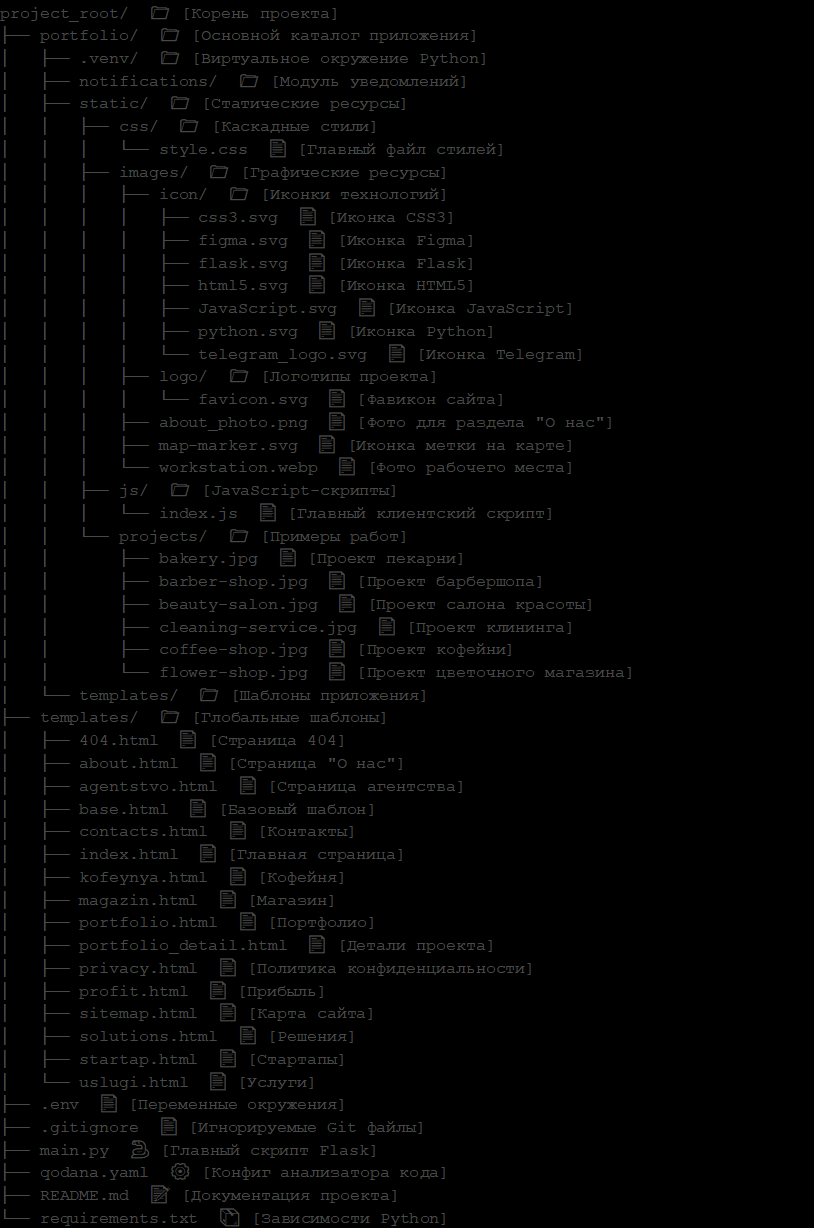 project_root/ [Корень проекта]
├── portfolio/ [Основной каталог приложения]
│   ├── .venv/ [Виртуальное окружение Python]
│   ├── notifications/ [Модуль уведомлений]
│   ├── static/ [Статические ресурсы]
│   │   ├── css/ [Каскадные стили]
│   │   │   └── style.css [Главный файл стилей]
│   │   ├── images/ [Графические ресурсы]
│   │   │   ├── icon/ [Иконки технологий]
│   │   │   │   ├── css3.svg [Иконка CSS3]
│   │   │   │   ├── figma.svg [Иконка Figma]
│   │   │   │   ├── flask.svg [Иконка Flask]
│   │   │   │   ├── html5.svg [Иконка HTML5]
│   │   │   │   ├── JavaScript.svg [Иконка JavaScript]
│   │   │   │   ├── python.svg [Иконка Python]
│   │   │   │   └── telegram_logo.svg [Иконка Telegram]
│   │   │   ├── logo/ [Логотипы проекта]
│   │   │   │   └── favicon.svg [Фавикон сайта]
│   │   │   ├── about_photo.png [Фото для раздела "О нас"]
│   │   │   ├── map-marker.svg [Иконка метки на карте]
│   │   │   └── workstation.webp [Фото рабочего места]
│   │   ├── js/ [JavaScript-скрипты]
│   │   │   └── index.js [Главный клиентский скрипт]
│   │   └── projects/ [Примеры работ]
│   │       ├── bakery.jpg [Проект пекарни]
│   │       ├── barber-shop.jpg [Проект барбершопа]
│   │       ├── beauty-salon.jpg [Проект салона красоты]
│   │       ├── cleaning-service.jpg [Проект клининга]
│   │       ├── coffee-shop.jpg [Проект кофейни]
│   │       └── flower-shop.jpg [Проект цветочного магазина]
│   └── templates/ [Шаблоны приложения]
├── templates/ [Глобальные шаблоны]
│   ├── 404.html [Страница 404]
│   ├── about.html [Страница "О нас"]
│   ├── agentstvo.html [Страница агентства]
│   ├── base.html [Базовый шаблон]
│   ├── contacts.html [Контакты]
│   ├── index.html [Главная страница]
│   ├── kofeynya.html [Кофейня]
│   ├── magazin.html [Магазин]
│   ├── portfolio.html [Портфолио]
│   ├── portfolio_detail.html [Детали проекта]
│   ├── privacy.html [Политика конфиденциальности]
│   ├── profit.html [Прибыль]
│   ├── sitemap.html [Карта сайта]
│   ├── solutions.html [Решения]
│   ├── startap.html [Стартапы]
│   └── uslugi.html [Услуги]
├── .env [Переменные окружения]
├── .gitignore [Игнорируемые Git файлы]
├── main.py [Главный скрипт Flask]
├── qodana.yaml [Конфиг анализатора кода]
├── README.md [Документация проекта]
└── requirements.txt [Зависимости Python]